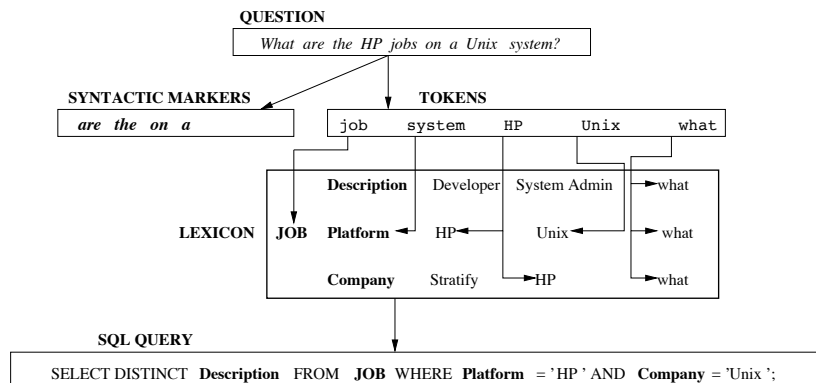 QUESTION
What are the HP jobs on a Unix system?
SYNTACTIC MARKERS
TOKENS
are the on a
job system HP Unix what
Description Developer System Admin what
LEXICON JOB Platform HP Unix what
Company Stratify HP what
SQL QUERY
SELECT DISTINCT Description FROM JOB WHERE Platform = 'HP' AND Company = 'Unix';